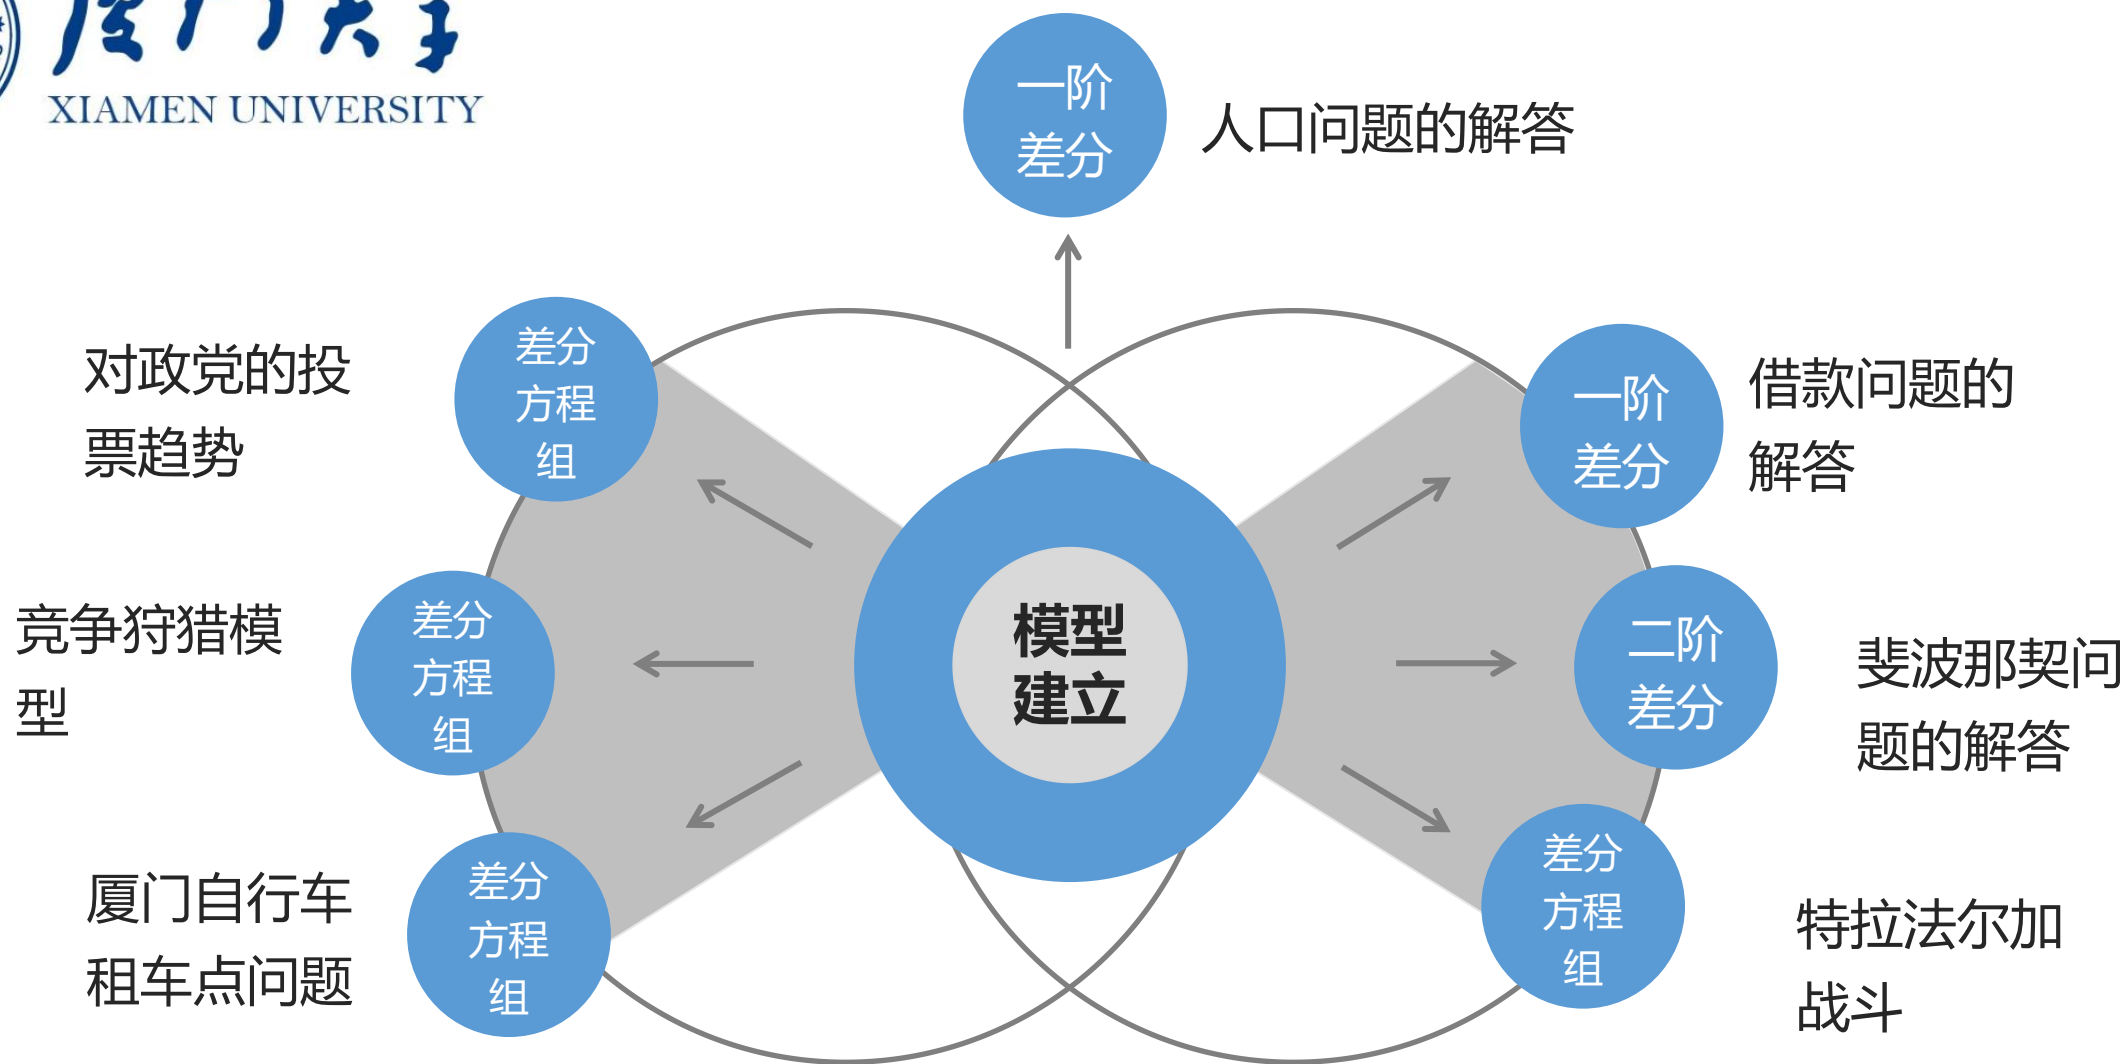 厦门大学
XIAMEN UNIVERSITY
一阶
差分
人口问题的解答
对政党的投
票趋势
差分
方程
组
一阶
差分
借款问题的
解答
竞争狩猎模
型
差分
方程
组
模型
建立
二阶
差分
斐波那契问
题的解答
厦门自行车
租车点问题
差分
方程
组
差分
方程
组
特拉法尔加
战斗